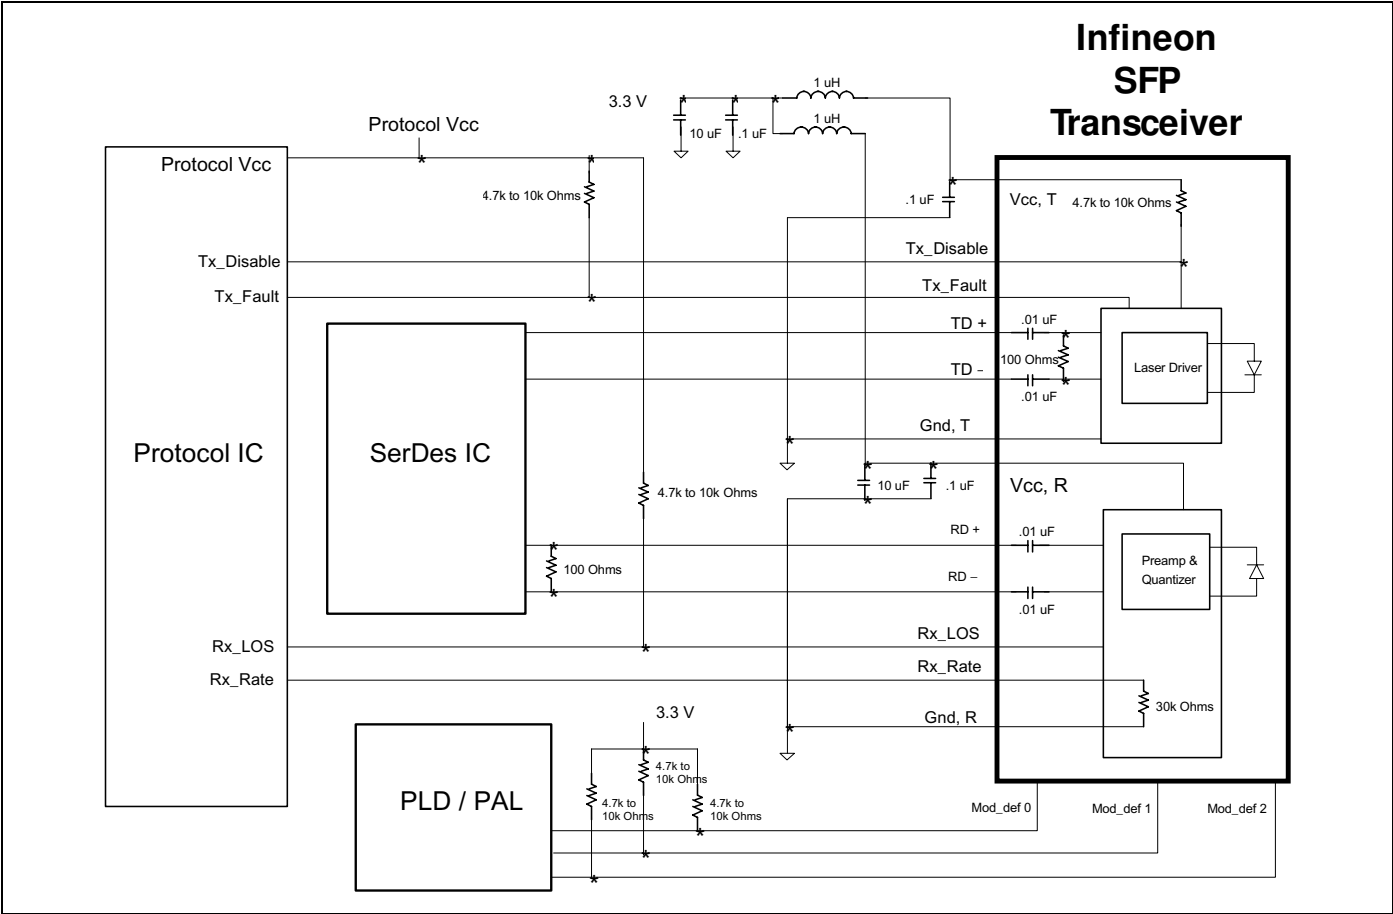 Infineon
SFP
Transceiver
1 uH
3.3 V
1 uH
10 uF
.1 uF
Protocol Vcc
Protocol Vcc
4.7k to 10k Ohms
.1 uF
Vcc, T
4.7k to 10k Ohms
Tx_Disable
Tx_Disable
Tx_Fault
Tx_Fault
TD +
.01 uF
100 Ohms
TD –
.01 uF
Laser Driver
Gnd, T
Protocol IC
SerDes IC
4.7k to 10k Ohms
10 uF
.1 uF
Vcc, R
RD +
.01 uF
100 Ohms
RD –
.01 uF
Preamp &
Quantizer
Rx_LOS
Rx_LOS
Rx_Rate
Rx_Rate
30k Ohms
Gnd, R
3.3 V
PLD / PAL
4.7k to
10k Ohms
4.7k to
10k Ohms
4.7k to
10k Ohms
Mod_def 0
Mod_def 1
Mod_def 2